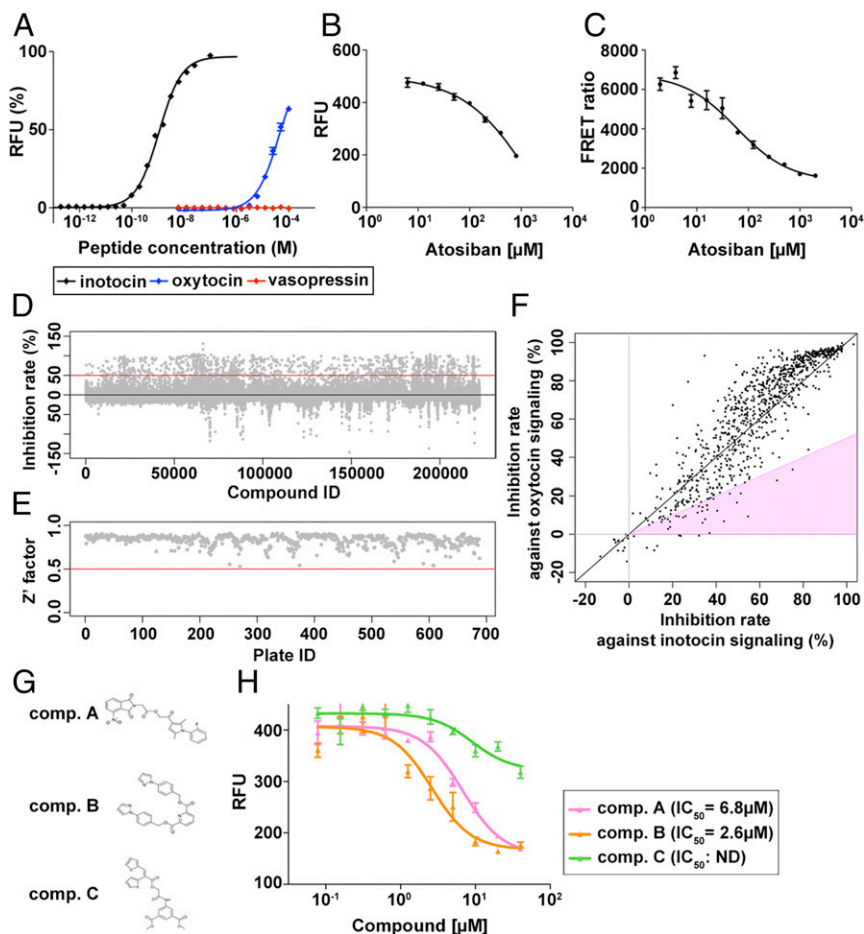 A
RFU (%)
100
50
0
10-12
10-10
10-8
10-6
10-4
Peptide concentration (M)
inotocin
oxytocin
vasopressin
B
RFU
600
400
200
0
10^0
10^1
10^2
10^3
10^4
Atosiban [μM]
C
FRET ratio
8000
6000
4000
2000
0
10^0
10^1
10^2
10^3
10^4
Atosiban [μM]
D
Inhibition rate (%)
150
50
0
50
-150
0
50000
100000
150000
200000
Compound ID
E
Z' factor
1.0
0.5
0.0
0
100
200
300
400
500
600
700
Plate ID
F
Inhibition rate
against oxytocin signaling (%)
100
80
60
40
20
0
-20
-20
0
20
40
60
80
100
Inhibition rate
against inotocin signaling (%)
G
comp. A
comp. B
comp. C
H
RFU
400
300
200
100
10-1
10^0
10^1
10^2
Compound [μM]
comp. A (IC50= 6.8μM)
comp. B (IC50= 2.6μM)
comp. C (IC50: ND)